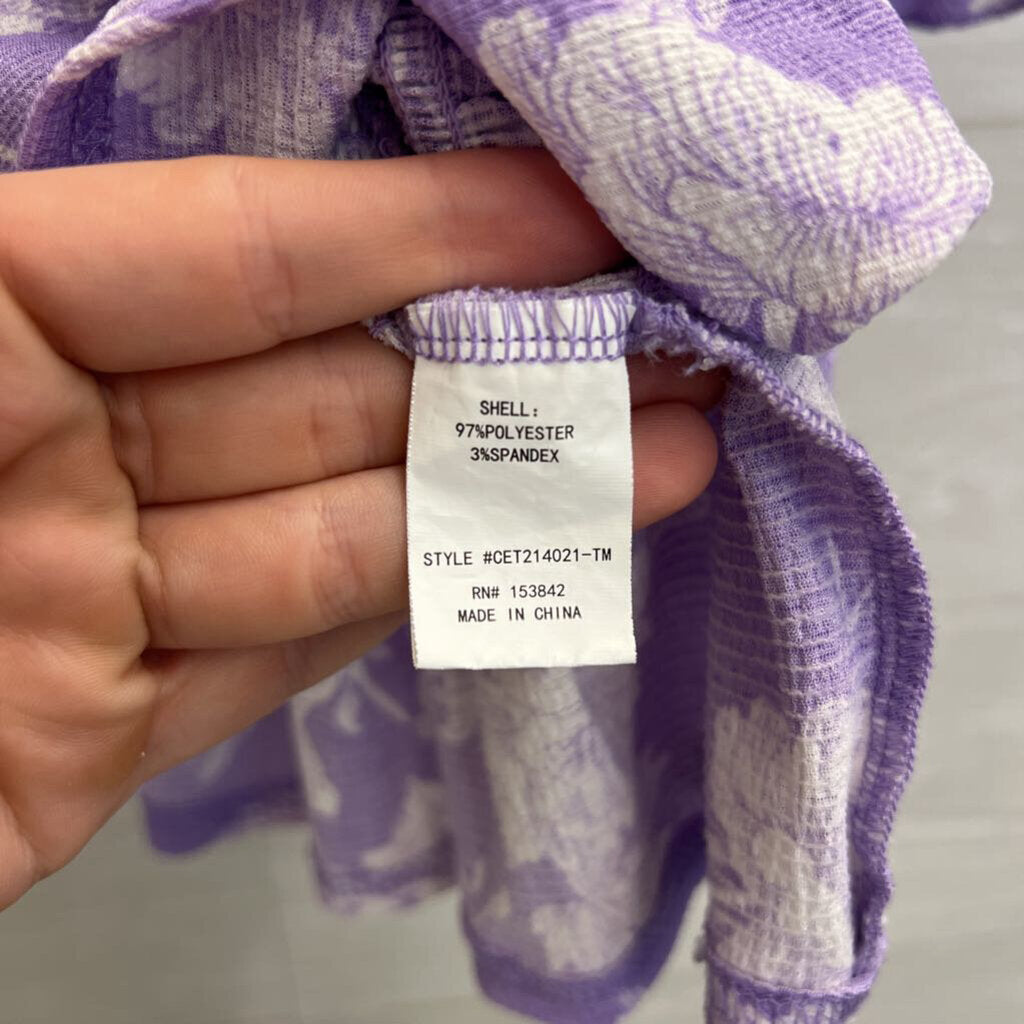 SHELL:
97%POLYESTER
3%SPANDEX
STYLE #CET214021-TM
RN# 153842
MADE IN CHINA